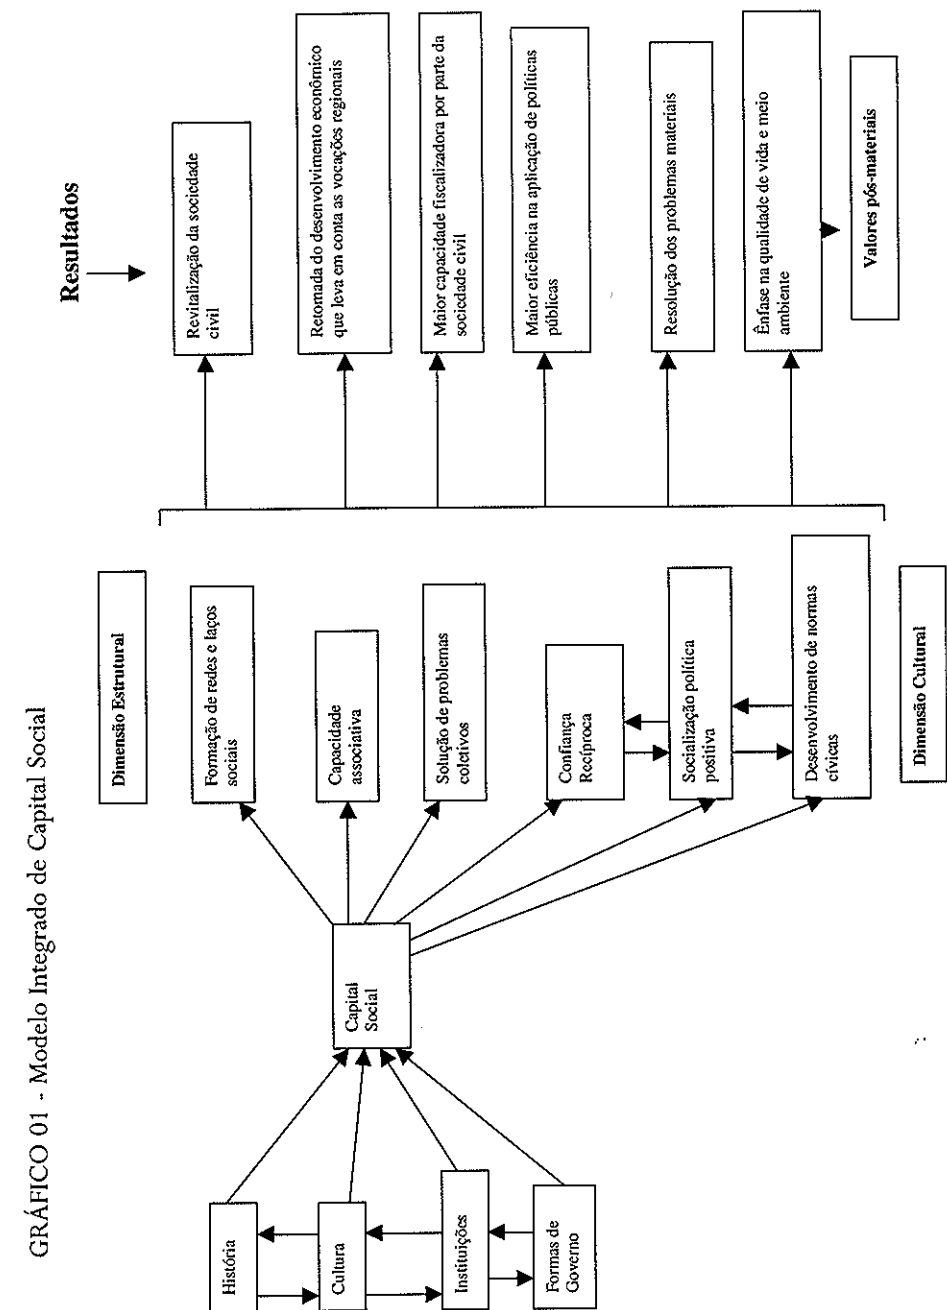 GRÁFICO 01 - Modelo Integrado de Capital Social
História
Cultura
Instituições
Formas de
Governo
Capital
Social
Dimensão Estrutural
Formação de redes e laços
sociais
Capacidade
associativa
Solução de problemas
coletivos
Confiança
Recíproca
Socialização política
positiva
Desenvolvimento de normas
cívicas
Dimensão Cultural
Resultados
Revitalização da sociedade
civil
Retomada do desenvolvimento econômico
que leva em conta as vocações regionais
Maior capacidade fiscalizadora por parte da
sociedade civil
Maior eficiência na aplicação de políticas
públicas
Resolução dos problemas materiais
Ênfase na qualidade de vida e meio
ambiente
Valores pós-materiais